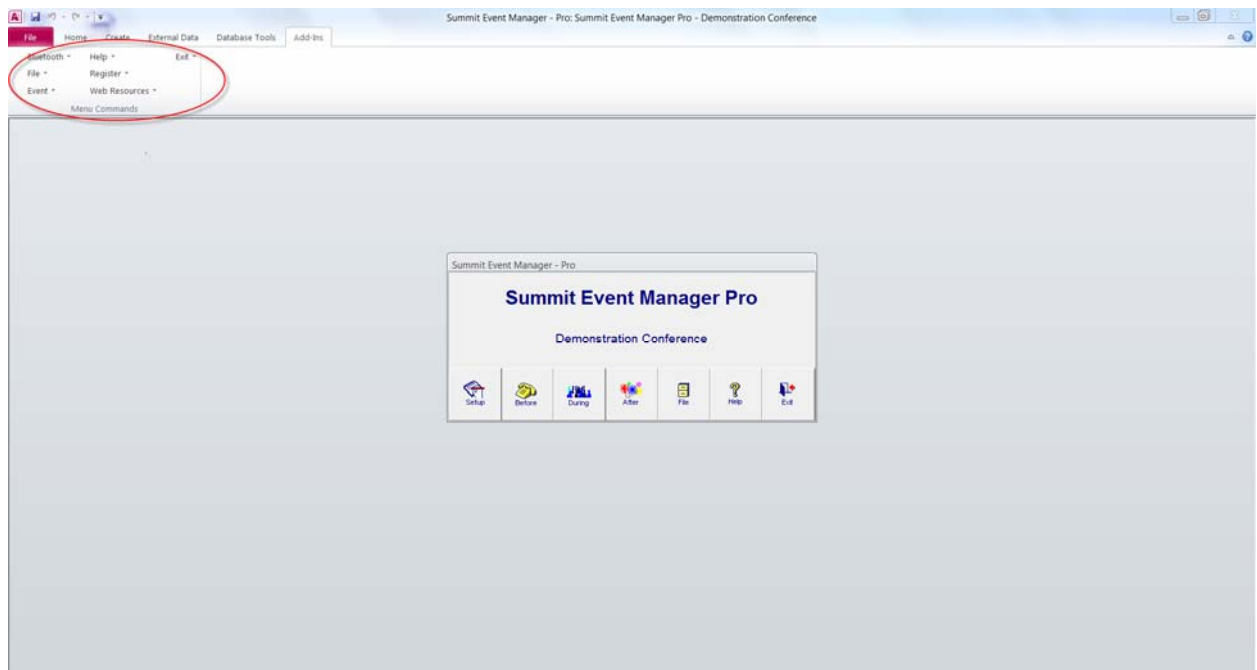 A
Summit Event Manager - Pro: Summit Event Manager Pro - Demonstration Conference
File Home Create External Data Database Tools Add-Ins
Bluetooth Help Exit
File Register
Event Web Resources
Menu Commands
Summit Event Manager - Pro
Summit Event Manager Pro
Demonstration Conference
Setup Before During After File Help Exit